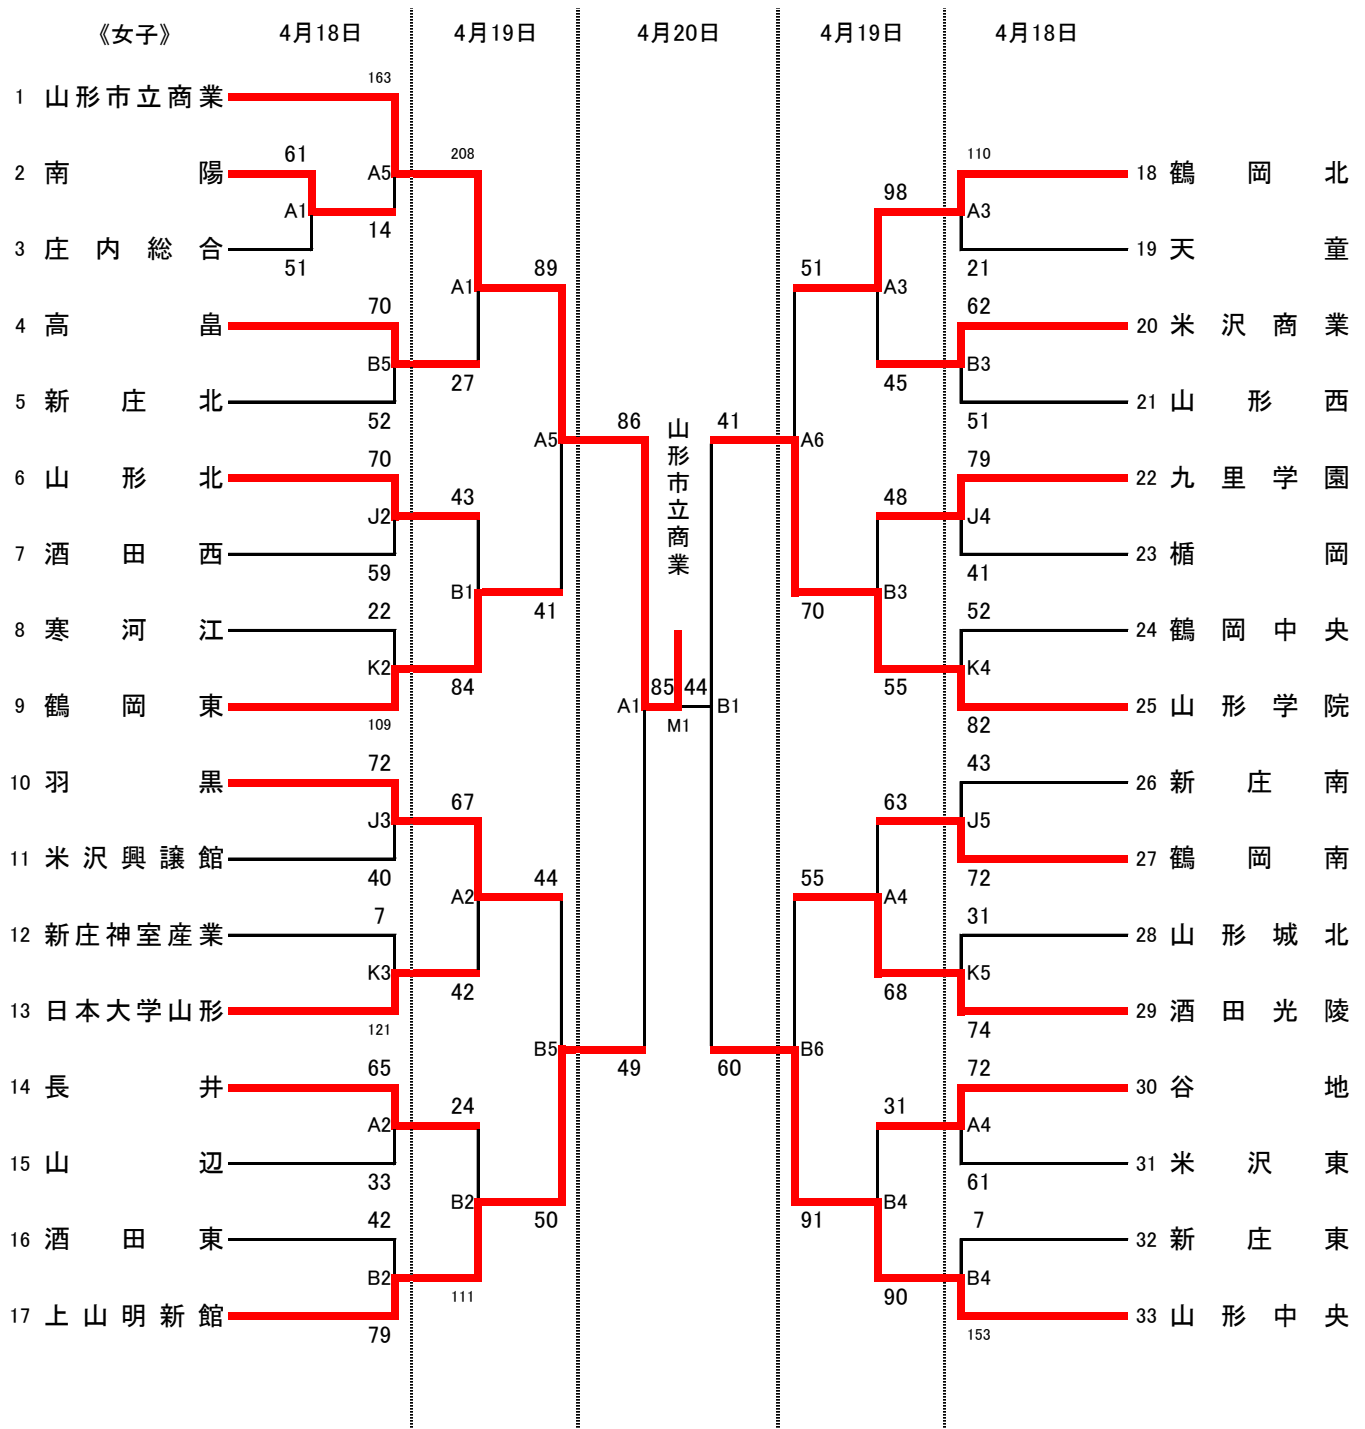 《女子》 4月18日 4月19日 4月20日 4月19日 4月18日
1 山形市立商業 163
2 南陽 61 A5 208
A1
3 庄内総合 51 14
A1 89
4 高畠 70
B5
5 新庄北 52 27
A5 86
6 山形北 70
J2 43
7 酒田西 59
B1 41
8 寒河江 22
K2
9 鶴岡東 109 84
A1 85 44 B1
M1
山形市立商業
10 羽黒 72
J3 67
11 米沢興譲館 40
A2 44
12 新庄神室産業 7
K3 42
13 日本大学山形 121
B5 49
14 長井 65
A2 24
15 山辺 33
B2 50
16 酒田東 42
B2 111
17 上山明新館 79
110 18 鶴岡北
98 A3
21 19 天童
51 A3
62 20 米沢商業
45 B3
51 21 山形西
41 A6
79 22 九里学園
48 J4
41 23 楯岡
70 B3
52 24 鶴岡中央
55 K4
82 25 山形学院
43 26 新庄南
63 J5
72 27 鶴岡南
55 A4
31 28 山形城北
68 K5
74 29 酒田光陵
60 B6
72 30 谷地
31 A4
61 31 米沢東
91 B4
7 32 新庄東
90 B4
153 33 山形中央